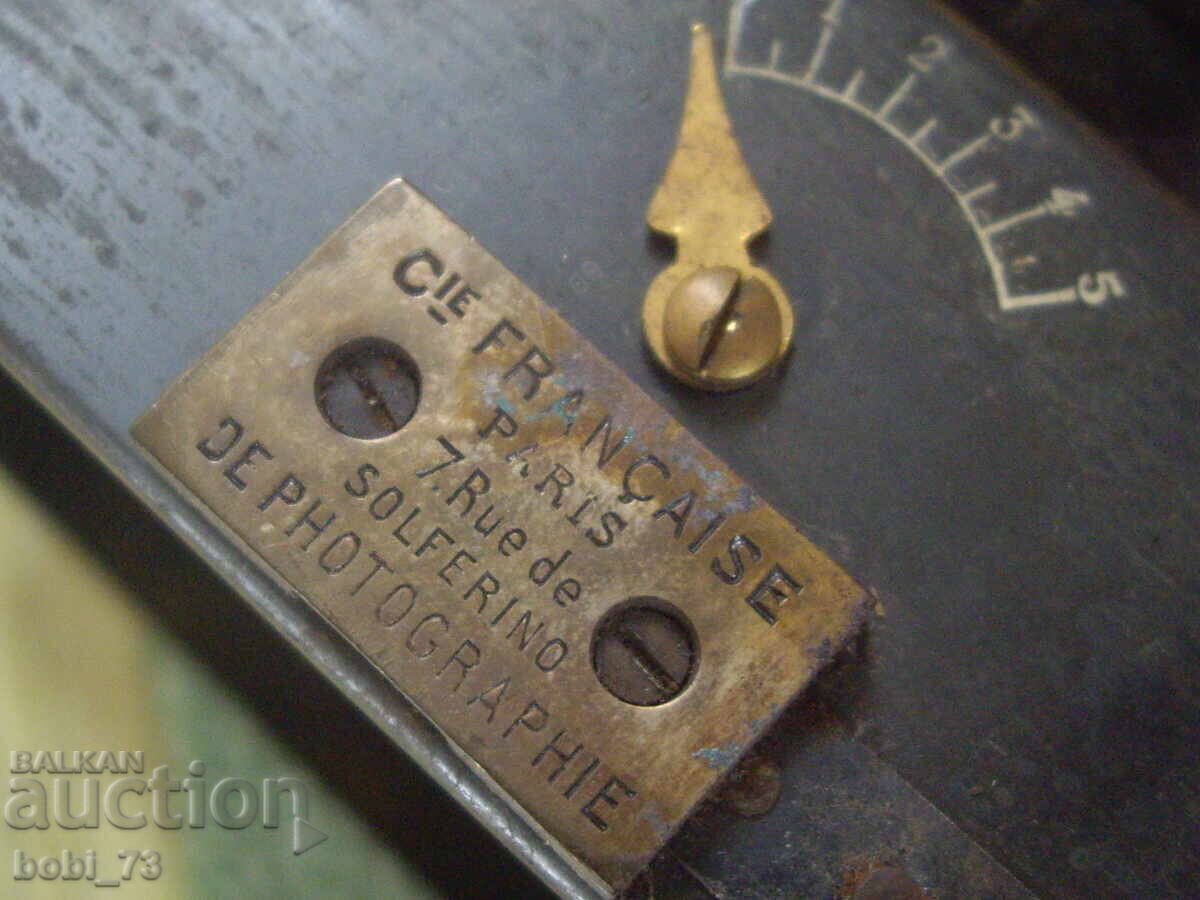 CIE FRANÇAISE
PARIS
7, Rue de
SOLFERINO
DE PHOTOGRAPHIE
1
2
3
4
5
BALKAN
auction
bobi_73